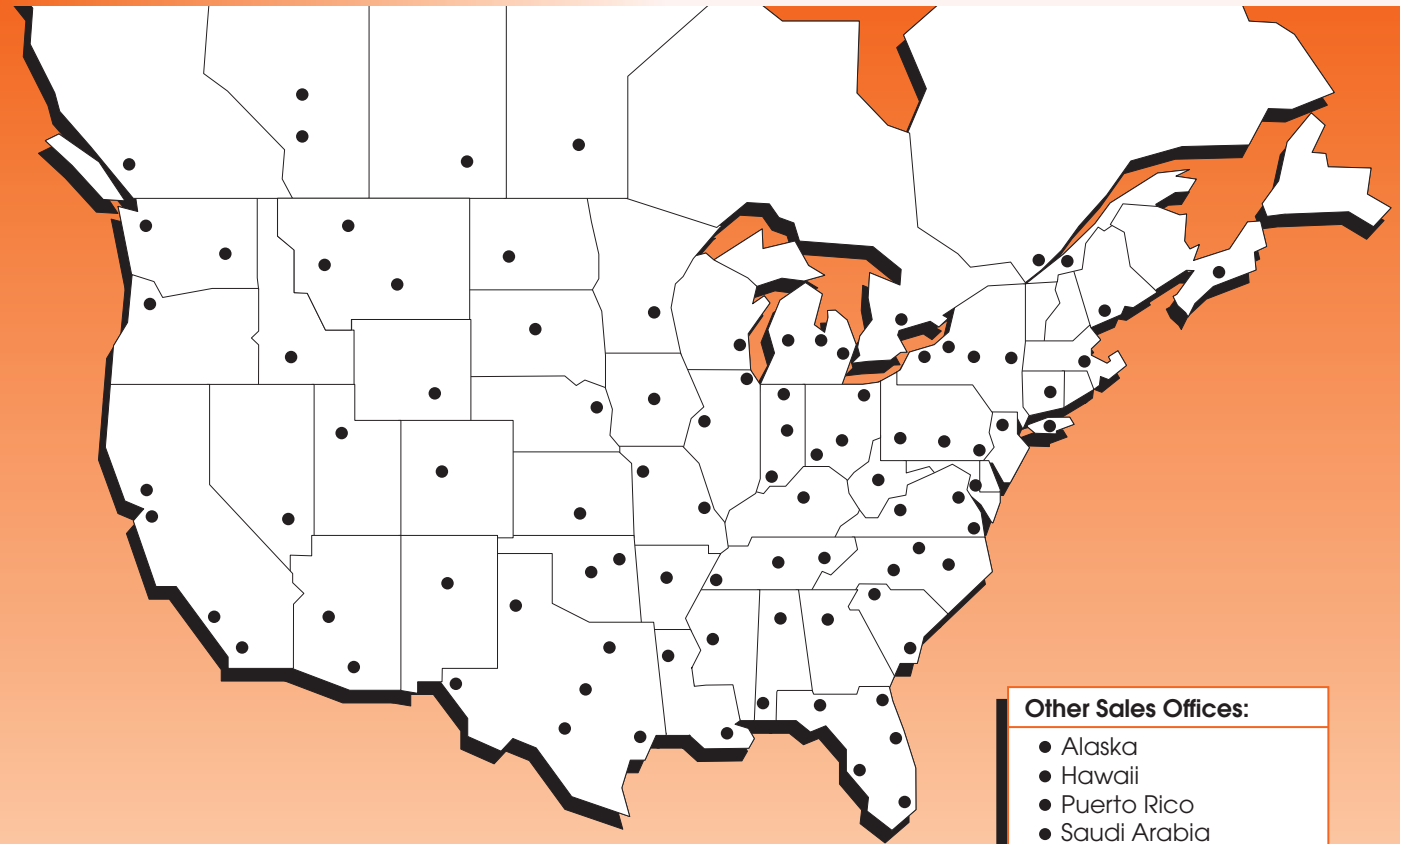 Other Sales Offices:
● Alaska
● Hawaii
● Puerto Rico
● Saudi Arabia